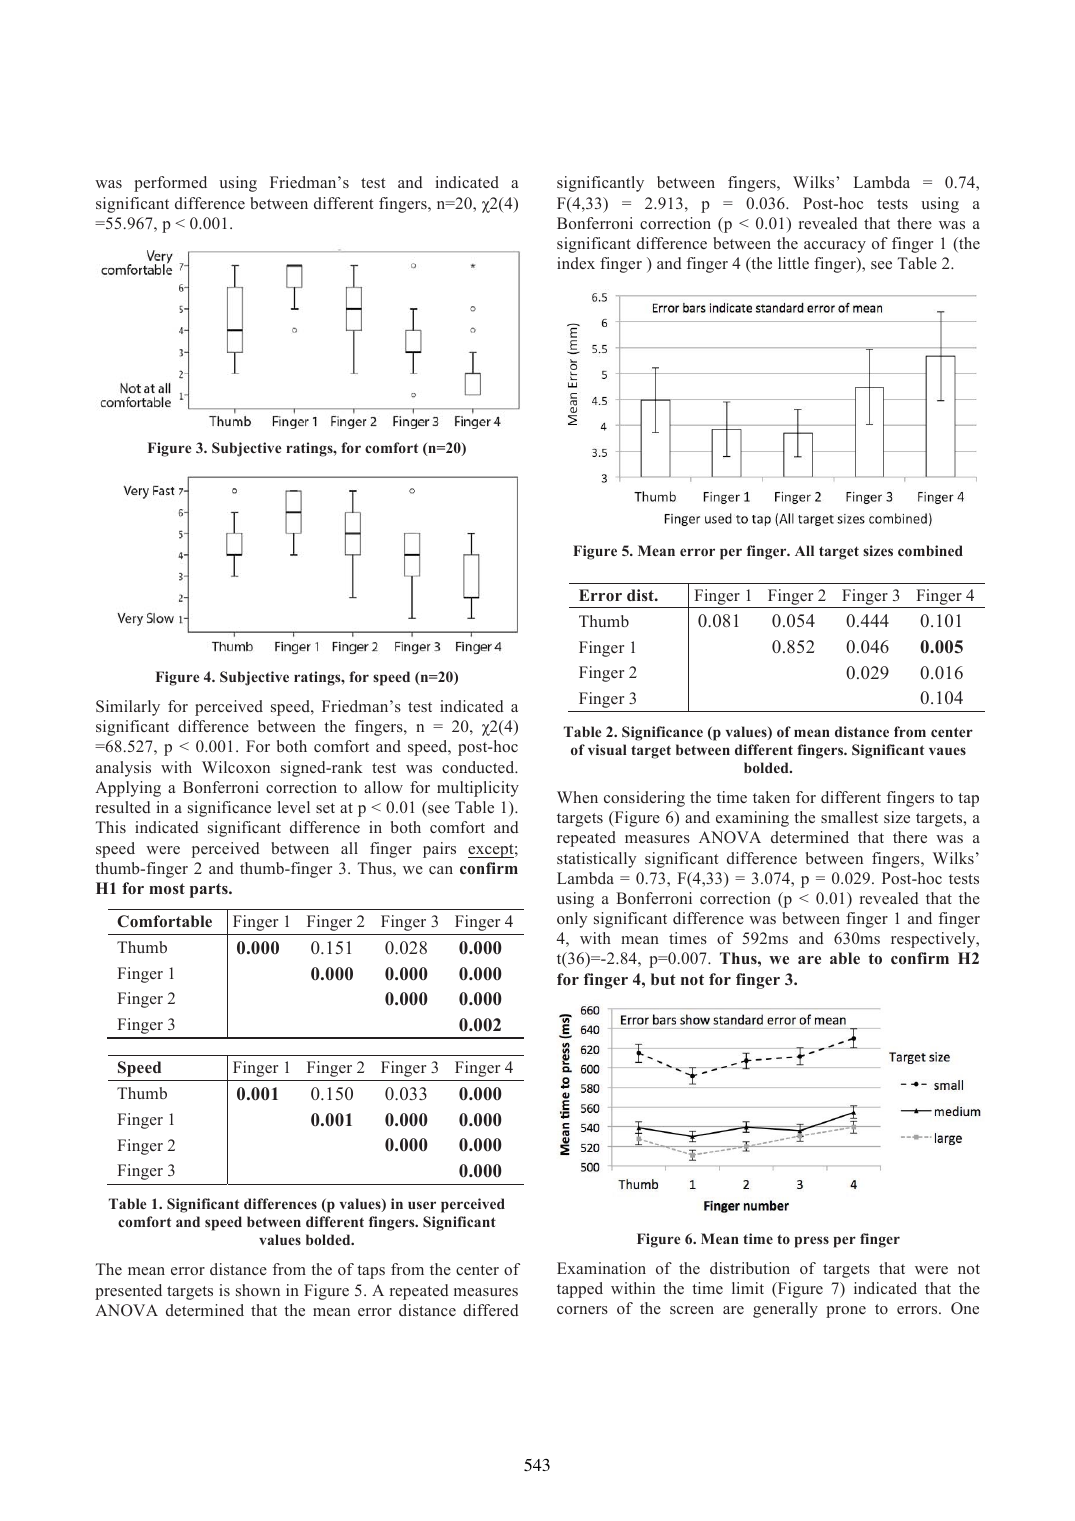 was performed using Friedman's test and indicated a
significant difference between different fingers, n=20, χ2(4)
=55.967, p < 0.001.
Very
comfortable
7
6
5
4
3
2
1
Not at all
comfortable
Thumb Finger 1 Finger 2 Finger 3 Finger 4
Figure 3. Subjective ratings, for comfort (n=20)
Very Fast 7
6
5
4
3
2
Very Slow 1
Thumb Finger 1 Finger 2 Finger 3 Finger 4
Figure 4. Subjective ratings, for speed (n=20)
Similarly for perceived speed, Friedman's test indicated a
significant difference between the fingers, n = 20, χ2(4)
=68.527, p < 0.001. For both comfort and speed, post-hoc
analysis with Wilcoxon signed-rank test was conducted.
Applying a Bonferroni correction to allow for multiplicity
resulted in a significance level set at p < 0.01 (see Table 1).
This indicated significant difference in both comfort and
speed were perceived between all finger pairs except;
thumb-finger 2 and thumb-finger 3. Thus, we can confirm
H1 for most parts.
Comfortable Finger 1 Finger 2 Finger 3 Finger 4
Thumb 0.000 0.151 0.028 0.000
Finger 1 0.000 0.000 0.000
Finger 2 0.000 0.000
Finger 3 0.002
Speed Finger 1 Finger 2 Finger 3 Finger 4
Thumb 0.001 0.150 0.033 0.000
Finger 1 0.001 0.000 0.000
Finger 2 0.000 0.000
Finger 3 0.000
Table 1. Significant differences (p values) in user perceived
comfort and speed between different fingers. Significant
values bolded.
The mean error distance from the of taps from the center of
presented targets is shown in Figure 5. A repeated measures
ANOVA determined that the mean error distance differed
significantly between fingers, Wilks' Lambda = 0.74,
F(4,33) = 2.913, p = 0.036. Post-hoc tests using a
Bonferroni correction (p < 0.01) revealed that there was a
significant difference between the accuracy of finger 1 (the
index finger ) and finger 4 (the little finger), see Table 2.
Error bars indicate standard error of mean
Mean Error (mm)
6.5
6
5.5
5
4.5
4
3.5
3
Thumb Finger 1 Finger 2 Finger 3 Finger 4
Finger used to tap (All target sizes combined)
Figure 5. Mean error per finger. All target sizes combined
Error dist. Finger 1 Finger 2 Finger 3 Finger 4
Thumb 0.081 0.054 0.444 0.101
Finger 1 0.852 0.046 0.005
Finger 2 0.029 0.016
Finger 3 0.104
Table 2. Significance (p values) of mean distance from center
of visual target between different fingers. Significant vaues
bolded.
When considering the time taken for different fingers to tap
targets (Figure 6) and examining the smallest size targets, a
repeated measures ANOVA determined that there was a
statistically significant difference between fingers, Wilks'
Lambda = 0.73, F(4,33) = 3.074, p = 0.029. Post-hoc tests
using a Bonferroni correction (p < 0.01) revealed that the
only significant difference was between finger 1 and finger
4, with mean times of 592ms and 630ms respectively,
t(36)=-2.84, p=0.007. Thus, we are able to confirm H2
for finger 4, but not for finger 3.
Error bars show standard error of mean
Mean time to press (ms)
660
640
620
600
580
560
540
520
500
Target size
small
medium
large
Thumb 1 2 3 4
Finger number
Figure 6. Mean time to press per finger
Examination of the distribution of targets that were not
tapped within the time limit (Figure 7) indicated that the
corners of the screen are generally prone to errors. One
543